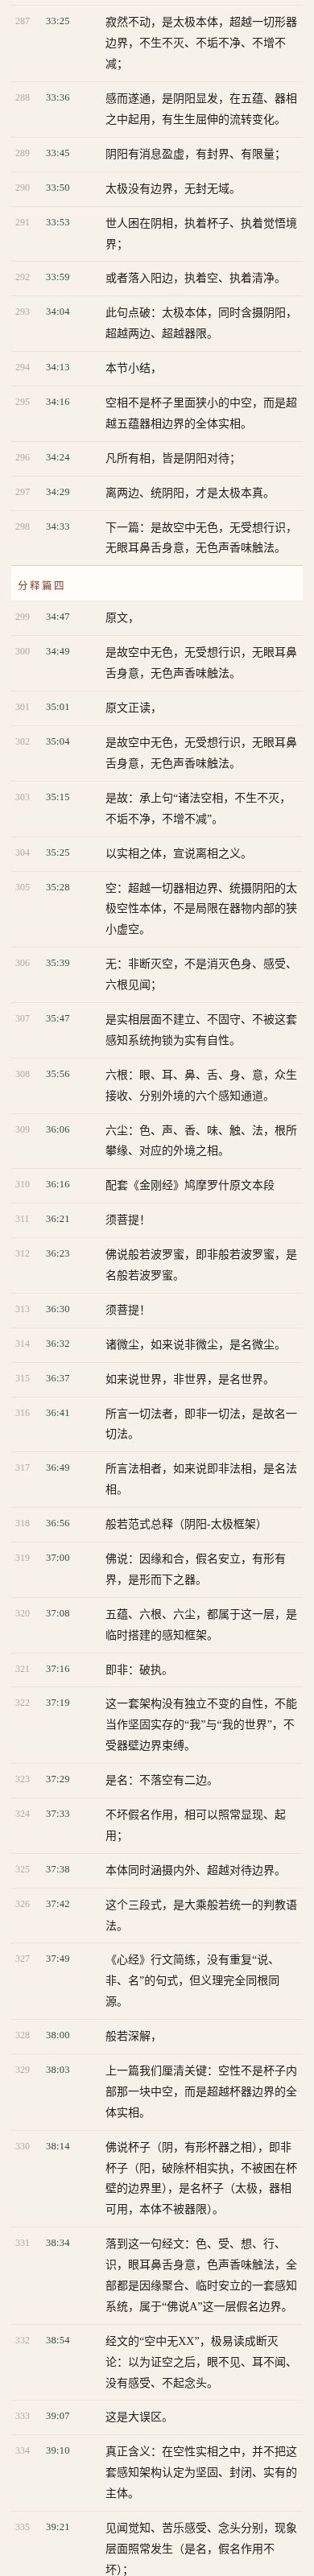 287 33:25 寂然不动，是太极本体，超越一切形器
边界，不生不灭、不垢不净、不增不
减；
288 33:36 感而遂通，是阴阳显发，在五蕴、器相
之中起用，有生生屈伸的流转变化。
289 33:45 阴阳有消息盈虚，有封界、有限量；
290 33:50 太极没有边界，无封无域。
291 33:53 世人困在阴相，执着杯子、执着觉悟境
界；
292 33:59 或者落入阳边，执着空、执着清净。
293 34:04 此句点破：太极本体，同时含摄阴阳，
超越两边、超越器限。
294 34:13 本节小结，
295 34:16 空相不是杯子里面狭小的中空，而是超
越五蕴器相边界的全体实相。
296 34:24 凡所有相，皆是阴阳对待；
297 34:29 离两边、统阴阳，才是太极本真。
298 34:33 下一篇：是故空中无色，无受想行识，
无眼耳鼻舌身意，无色声香味触法。
分释篇四
299 34:47 原文，
300 34:49 是故空中无色，无受想行识，无眼耳鼻
舌身意，无色声香味触法。
301 35:01 原文正读，
302 35:04 是故空中无色，无受想行识，无眼耳鼻
舌身意，无色声香味触法。
303 35:15 是故：承上句“诸法空相，不生不灭，
不垢不净，不增不减”。
304 35:25 以实相之体，宣说离相之义。
305 35:28 空：超越一切器相边界、统摄阴阳的太
极空性本体，不是局限在器物内部的狭
小虚空。
306 35:39 无：非断灭空，不是消灭色身、感受、
六根见闻；
307 35:47 是实相层面不建立、不固守、不被这套
感知系统拘锁为实有自性。
308 35:56 六根：眼、耳、鼻、舌、身、意，众生
接收、分别外境的六个感知通道。
309 36:06 六尘：色、声、香、味、触、法，根所
攀缘、对应的外境之相。
310 36:16 配套《金刚经》鸠摩罗什原文本段
311 36:21 须菩提！
312 36:23 佛说般若波罗蜜，即非般若波罗蜜，是
名般若波罗蜜。
313 36:30 须菩提！
314 36:32 诸微尘，如来说非微尘，是名微尘。
315 36:37 如来说世界，非世界，是名世界。
316 36:41 所言一切法者，即非一切法，是故名一
切法。
317 36:49 所言法相者，如来说即非法相，是名法
相。
318 36:56 般若范式总释（阴阳-太极框架）
319 37:00 佛说：因缘和合，假名安立，有形有
界，是形而下之器。
320 37:08 五蕴、六根、六尘，都属于这一层，是
临时搭建的感知框架。
321 37:16 即非：破执。
322 37:19 这一套架构没有独立不变的自性，不能
当作坚固实存的“我”与“我的世界”，不
受器壁边界束缚。
323 37:29 是名：不落空有二边。
324 37:33 不坏假名作用，相可以照常显现、起
用；
325 37:38 本体同时涵摄内外、超越对待边界。
326 37:42 这个三段式，是大乘般若统一的判教语
法。
327 37:49 《心经》行文简练，没有重复“说、
非、名”的句式，但义理完全同根同
源。
328 38:00 般若深解，
329 38:03 上一篇我们厘清关键：空性不是杯子内
部那一块中空，而是超越杯器边界的全
体实相。
330 38:14 佛说杯子（阴，有形杯器之相），即非
杯子（阳，破除杯相实执，不被困在杯
壁的边界里），是名杯子（太极，器相
可用，本体不被器限）。
331 38:34 落到这一句经文：色、受、想、行、
识，眼耳鼻舌身意，色声香味触法，全
部都是因缘聚合、临时安立的一套感知
系统，属于“佛说A”这一层假名边界。
332 38:54 经文的“空中无XX”，极易读成断灭
论：以为证空之后，眼不见、耳不闻、
没有感受、不起念头。
333 39:07 这是大误区。
334 39:10 真正含义：在空性实相之中，并不把这
套感知架构认定为坚固、封闭、实有的
主体。
335 39:21 见闻觉知、苦乐感受、念头分别，现象
层面照常发生（是名，假名作用不
坏）；